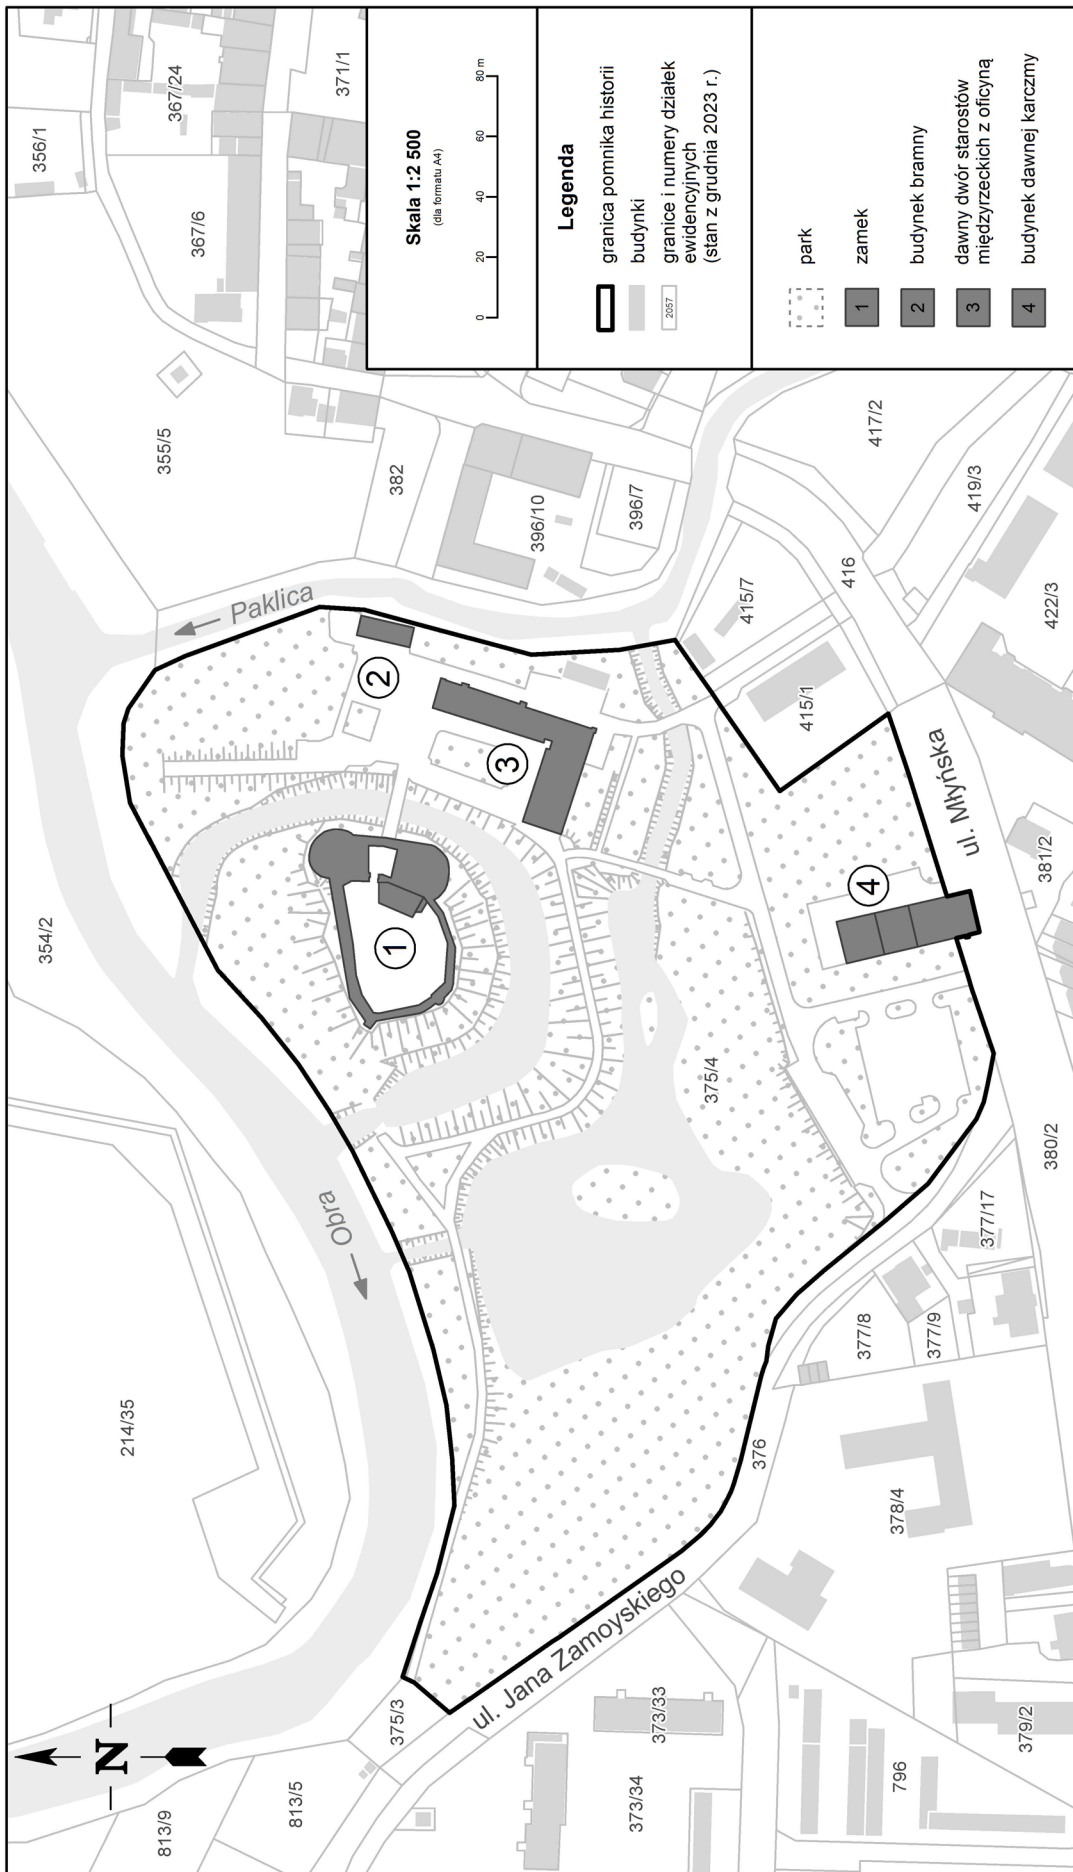 N
813/9
813/5
375/3
214/35
354/2
355/5
356/1
367/24
367/6
371/1
Skala 1:2 500
(dla formatu A4)
0 20 40 60 80 m
Legenda
granica pomnika historii
budynki
2057
granice i numery działek
ewidencyjnych
(stan z grudnia 2023 r.)
park
1
zamek
2
budynek bramny
3
dawny dwór starostów
międzyrzeckich z oficyną
4
budynek dawnej karczmy
Paklica
Obra
382
396/10
396/7
1
2
3
4
375/4
415/7
415/1
416
417/2
419/3
422/3
ul. Młyńska
381/2
380/2
377/17
377/9
377/8
376
378/4
ul. Jana Zamoyskiego
373/33
373/34
796
379/2